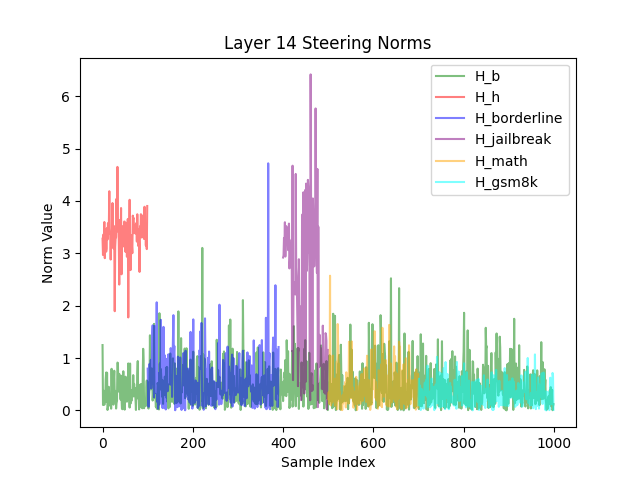 Layer 14 Steering Norms
H_b
H_h
H_borderline
H_jailbreak
H_math
H_gsm8k
Norm Value
6
5
4
3
2
1
0
0 200 400 600 800 1000
Sample Index